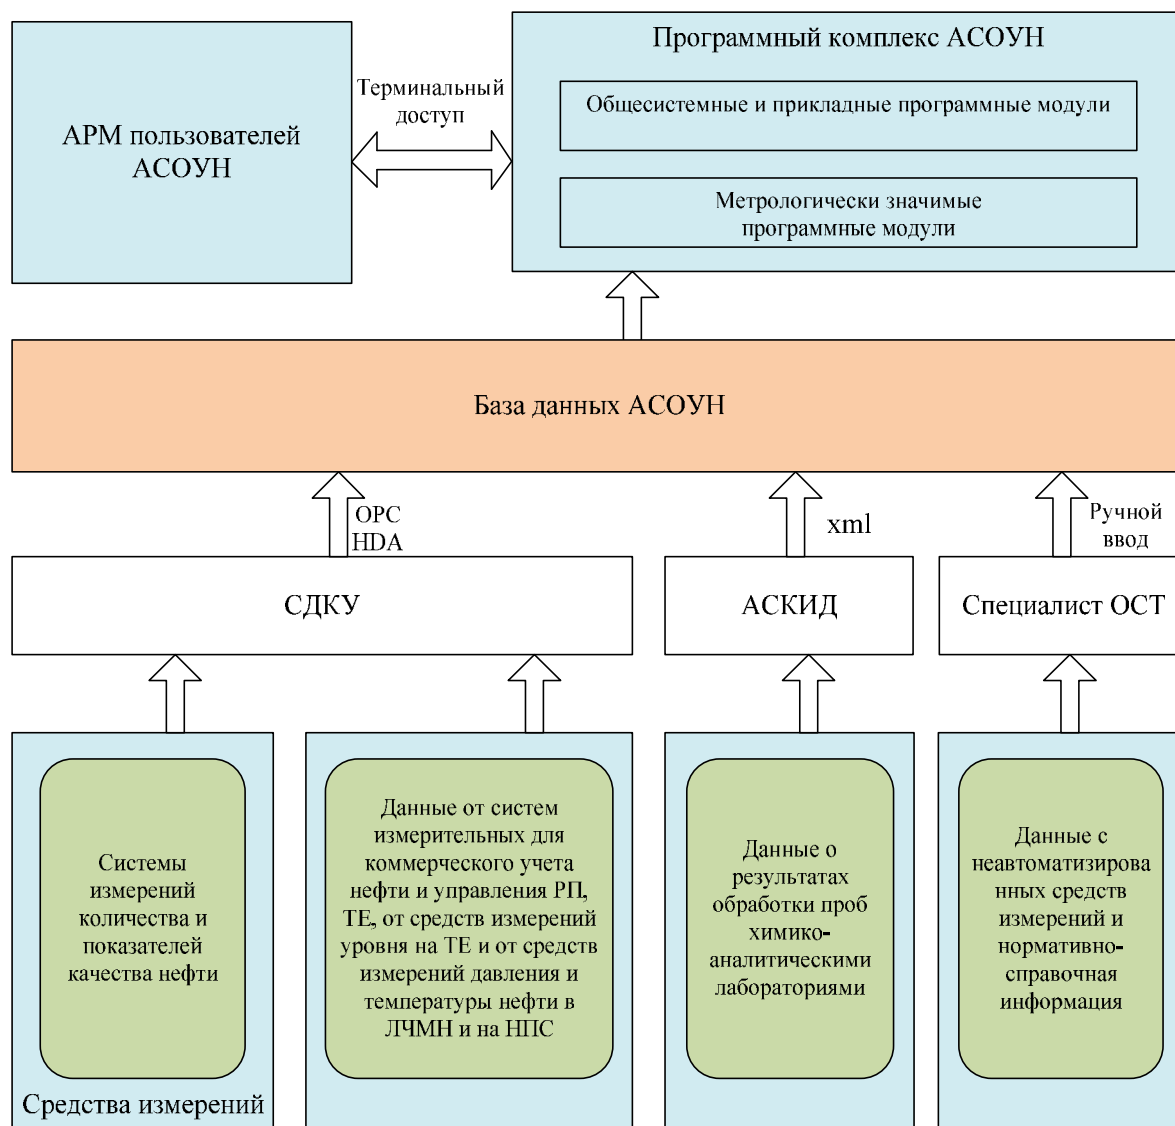 АРМ пользователей
АСОУН
Терминальный
доступ
Программный комплекс АСОУН
Общесистемные и прикладные программные модули
Метрологически значимые
программные модули
База данных АСОУН
OPC
HDA
xml
Ручной
ввод
СДКУ
АСКИД
Специалист ОСТ
Системы
измерений
количества и
показателей
качества нефти
Средства измерений
Данные от систем
измерительных для
коммерческого учета
нефти и управления РП,
ТЕ, от средств измерений
уровня на ТЕ и от средств
измерений давления и
температуры нефти в
ЛЧМН и на НПС
Данные о
результатах
обработки проб
химико-
аналитическими
лабораториями
Данные с
неавтоматизирова
нных средств
измерений и
нормативно-
справочная
информация